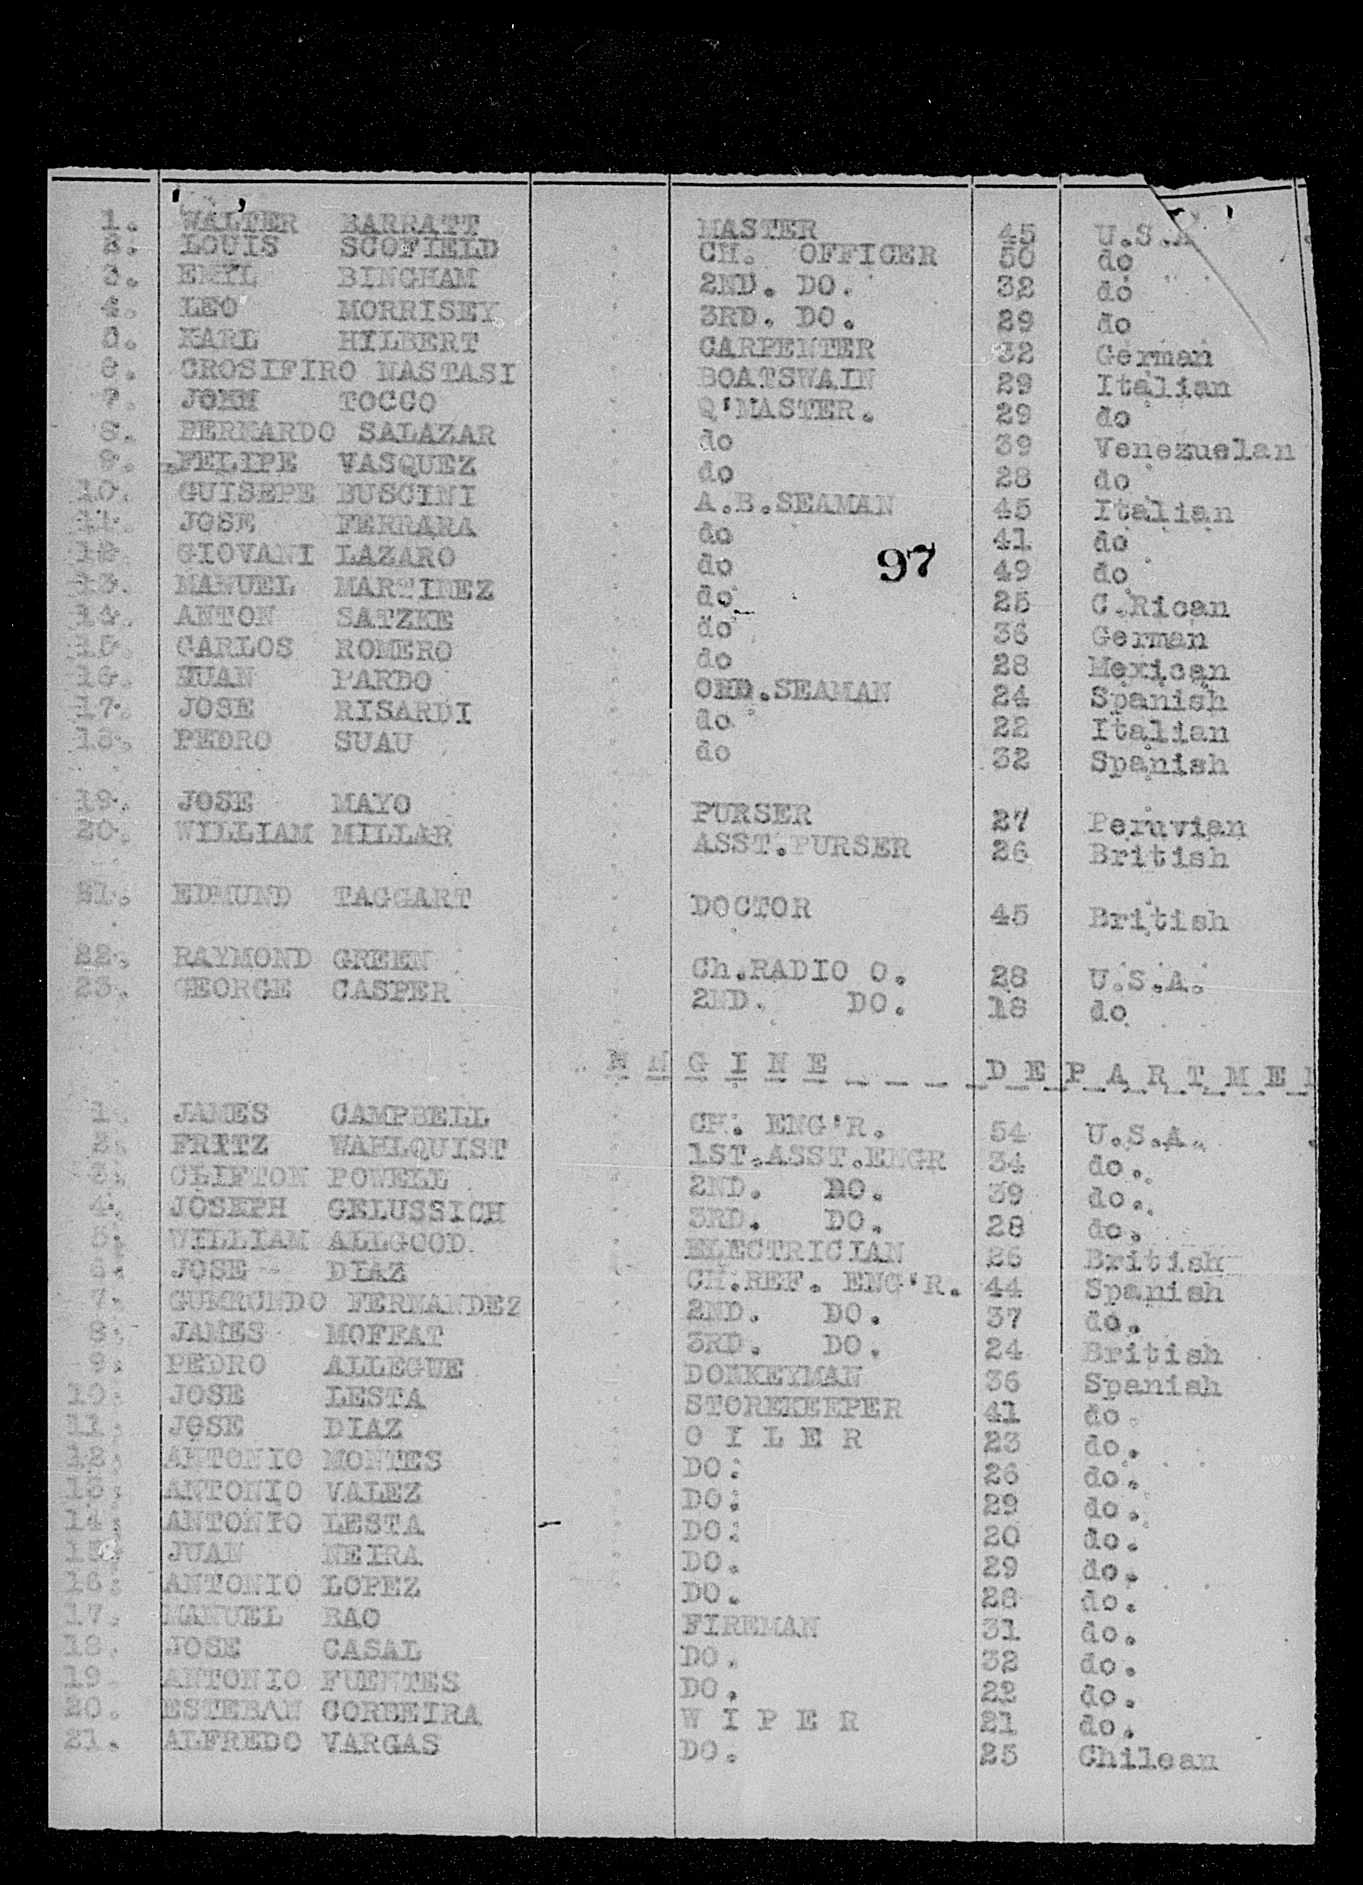 1. WALTER BARRATT MASTER 45 U.S.A
2. LOUIS SCOFIELD CH. OFFICER 50 do
3. EMYL BINGHAM 2ND. DO. 32 do
4. LEO MORRISEY 3RD. DO. 29 do
5. KARL HILBERT CARPENTER 32 German
6. CROSIFIRO NASTASI BOATSWAIN 29 Italian
7. JOHN TOCCO Q'MASTER. 29 do
8. BERNARDO SALAZAR do 39 Venezuelan
9. FELIPE VASQUEZ do 28 do
10. GUISEPE BUSCINI A.B.SEAMAN 45 Italian
11. JOSE FERRARA do 41 do
12. GIOVANI LAZARO do 49 do
97
13. MANUEL MARTINEZ do 25 C.Rican
14. ANTON SATZKE do 36 German
15. CARLOS ROMERO do 28 Mexican
16. JUAN PARDO ORD.SEAMAN 24 Spanish
17. JOSE RISARDI do 22 Italian
18. PEDRO SUAU do 32 Spanish
19. JOSE MAYO PURSER 27 Peruvian
20. WILLIAM MILLAR ASST.PURSER 26 British
21. EDMUND TAGGART DOCTOR 45 British
22. RAYMOND GREEN Ch.RADIO O. 28 U.S.A.
23. GEORGE CASPER 2ND. DO. 18 do
N N G I N E D E P A R T M E
1. JAMES CAMPBELL CH. ENG'R. 54 U.S.A.
2. FRITZ WAHLQUIST 1ST.ASST.ENGR 34 do.
3. CLIFTON POWELL 2ND. DO. 39 do.
4. JOSEPH GELUSSICH 3RD. DO. 28 do.
5. WILLIAM ALLGOOD ELECTRICIAN 26 British
6. JOSE DIAZ CH.REF. ENG'R. 44 Spanish
7. GUMRUNDO FERNANDEZ 2ND. DO. 37 do.
8. JAMES MOFFAT 3RD. DO. 24 British
9. PEDRO ALLEGUE DONKEYMAN 36 Spanish
10. JOSE LESTA STOREKEEPER 41 do.
11. JOSE DIAZ O I L E R 23 do.
12. ANTONIO MONTES DO. 26 do.
13. ANTONIO VALEZ DO. 29 do.
14. ANTONIO LESTA DO. 20 do.
15. JUAN NEIRA DO. 29 do.
16. ANTONIO LOPEZ DO. 28 do.
17. MANUEL RAO FIREMAN 31 do.
18. JOSE CASAL DO. 32 do.
19. ANTONIO FUENTES DO. 22 do.
20. ESTEBAN CORBEIRA W I P E R 21 do.
21. ALFREDO VARGAS DO. 25 Chilean